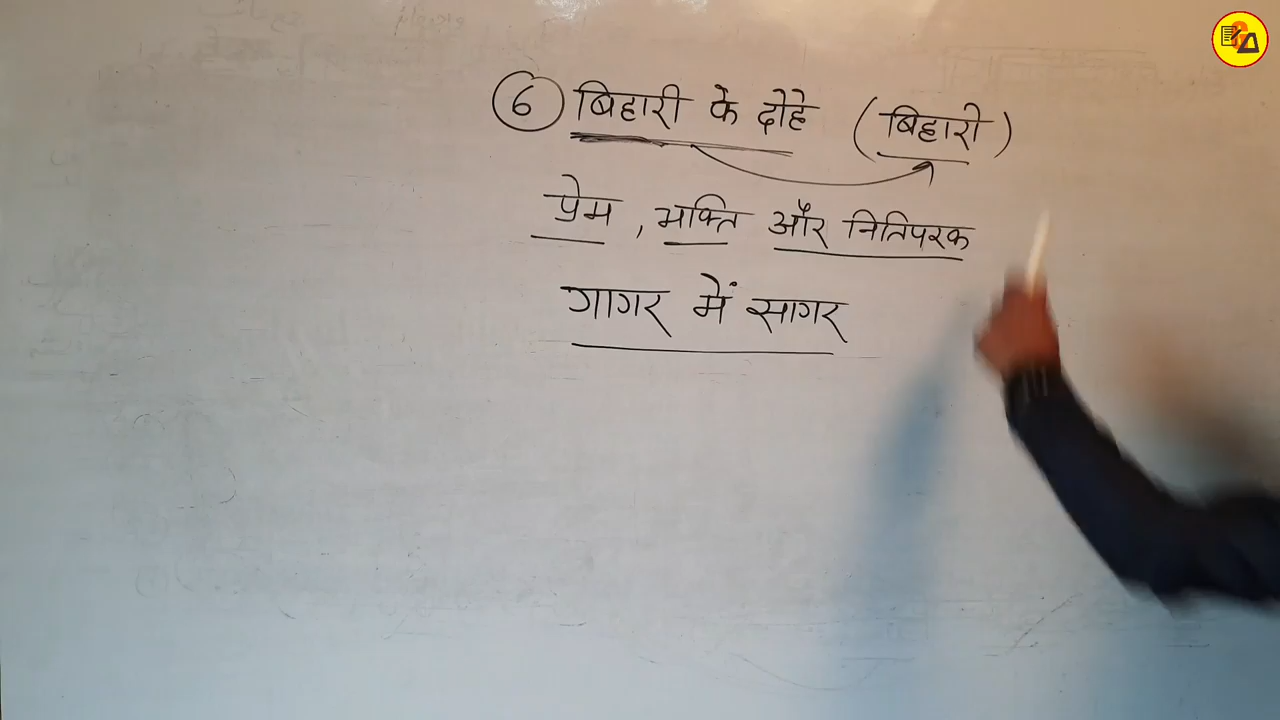 6 बिहारी के दोहे (बिहारी)
प्रेम, भक्ति और नितिपरक
गागर में सागर